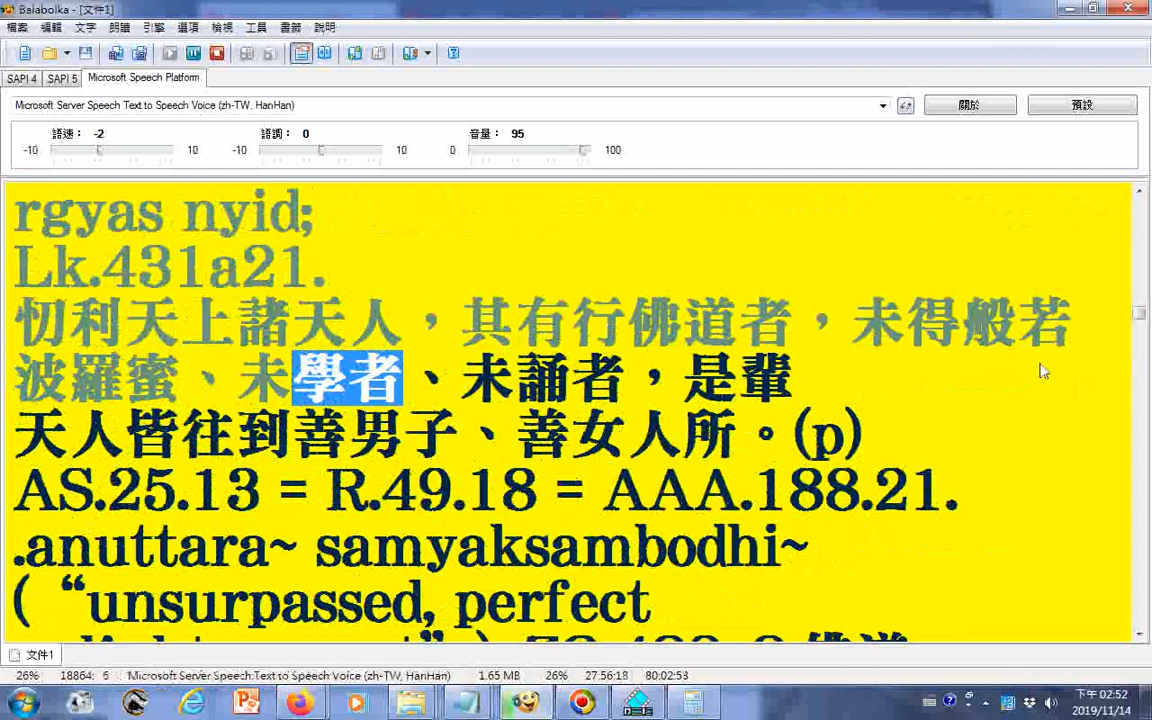 Balabolka - [文件1]
檔案 編輯 文字 朗讀 引擎 選項 檢視 工具 書籤 說明
SAPI 4 SAPI 5 Microsoft Speech Platform
Microsoft Server Speech Text to Speech Voice (zh-TW, HanHan) 關於 預設
語速： -2 語調： 0 音量： 95
-10 10 -10 10 0 100
rgyas nyid;
Lk.431a21.
忉利天上諸天人，其有行佛道者，未得般若
波羅蜜、未學者、未誦者，是輩
天人皆往到善男子、善女人所。(p)
AS.25.13 = R.49.18 = AAA.188.21.
.anuttara~ samyaksambodhi~
(“unsurpassed, perfect
文件1
26% 18864: 6 Microsoft Server Speech Text to Speech Voice (zh-TW, HanHan) 1.65 MB 26% 27:56:18 80:02:53
下午 02:52
2019/11/14